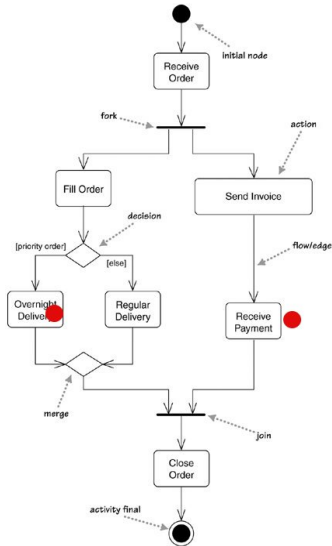 initial node
Receive
Order
fork
action
Fill Order
Send Invoice
decision
[priority order]
[else]
flow/edge
Overnight
Regular
Delivery
Receive
Payment
merge
join
Close
Order
activity final